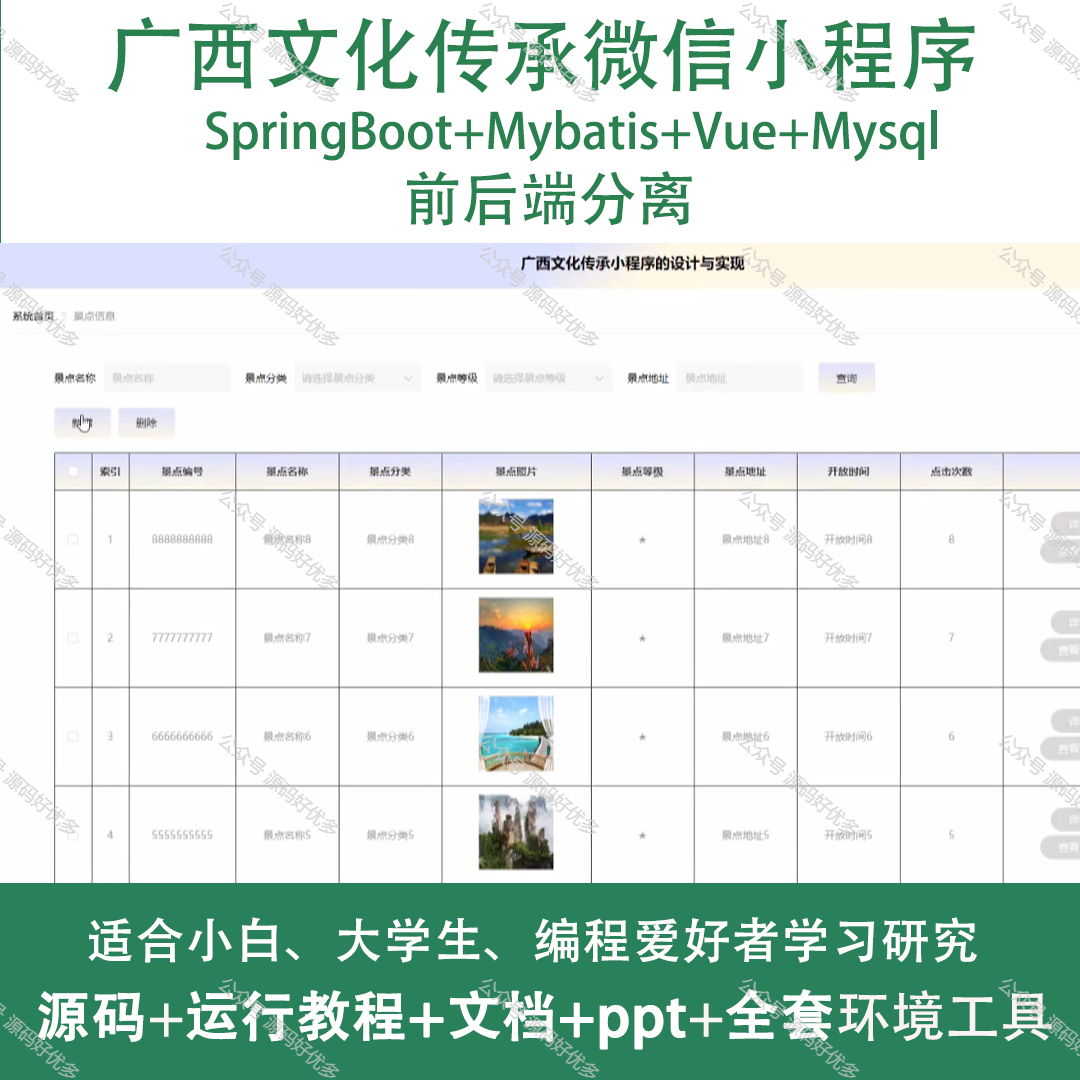 广西文化传承微信小程序
SpringBoot+Mybatis+Vue+Mysql
前后端分离
广西文化传承小程序的设计与实现
系统首页 景点信息
景点名称 景点名称 景点分类 请选择景点分类 景点等级 请选择景点等级 景点地址 景点地址 查询
删除
索引 景点编号 景点名称 景点分类 景点照片 景点等级 景点地址 开放时间 点击次数
1 8888888888 景点名称8 景点分类8 ★ 景点地址8 开放时间8 8
2 7777777777 景点名称7 景点分类7 ★ 景点地址7 开放时间7 7
查看
3 6666666666 景点名称6 景点分类6 ★ 景点地址6 开放时间6 6
查看
4 5555555555 景点名称5 景点分类5 ★ 景点地址5 开放时间5 5
查看
适合小白、大学生、编程爱好者学习研究
源码+运行教程+文档+ppt+全套环境工具
公众号 源码好优多